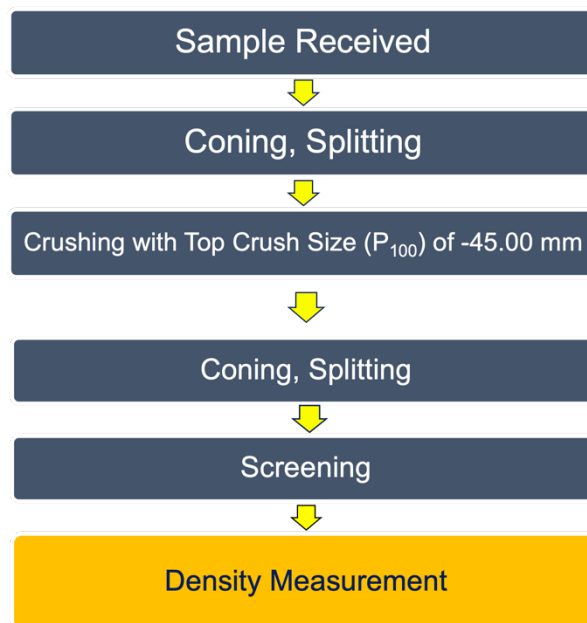 Sample Received
Coning, Splitting
Crushing with Top Crush Size (P₁₀₀) of -45.00 mm
Coning, Splitting
Screening
Density Measurement